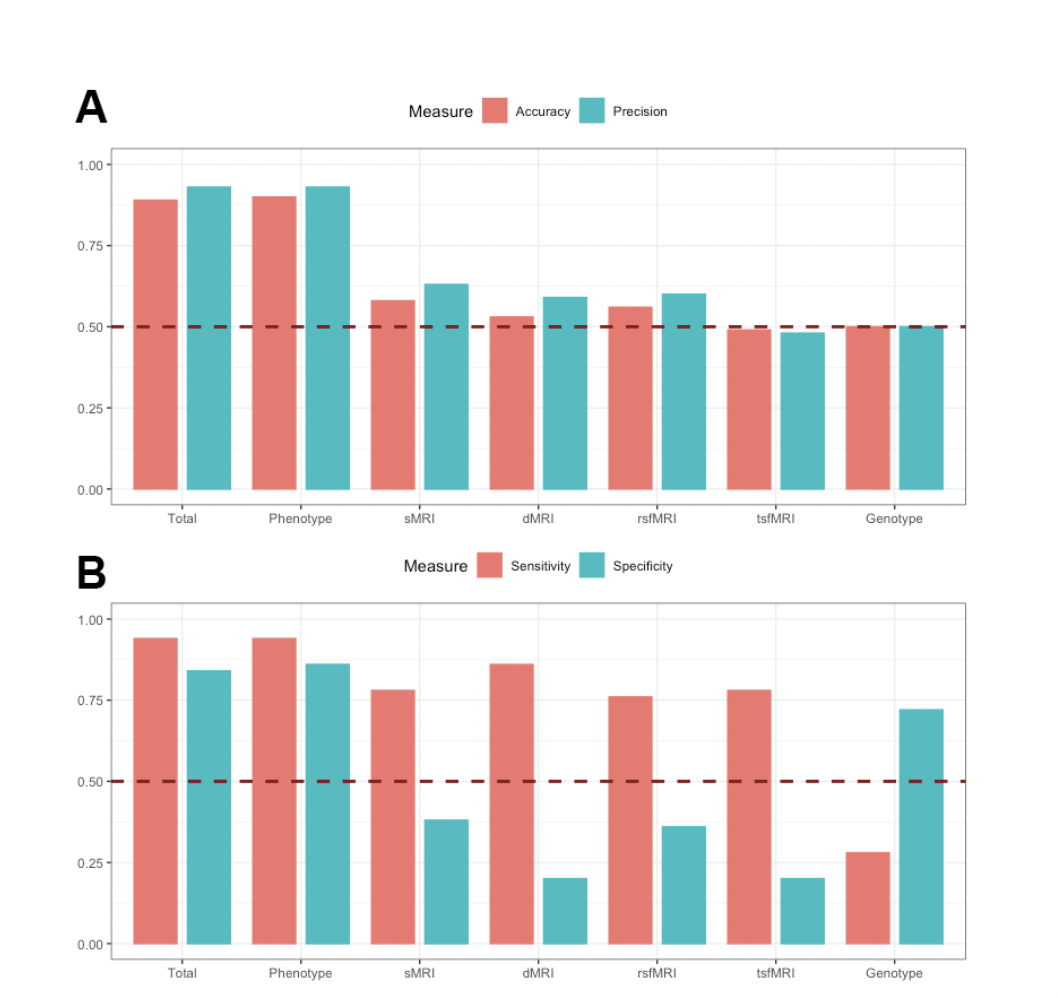 A
Measure Accuracy Precision
1.00
0.75
0.50
0.25
0.00
Total Phenotype sMRI dMRI rsfMRI tsfMRI Genotype
B
Measure Sensitivity Specificity
1.00
0.75
0.50
0.25
0.00
Total Phenotype sMRI dMRI rsfMRI tsfMRI Genotype